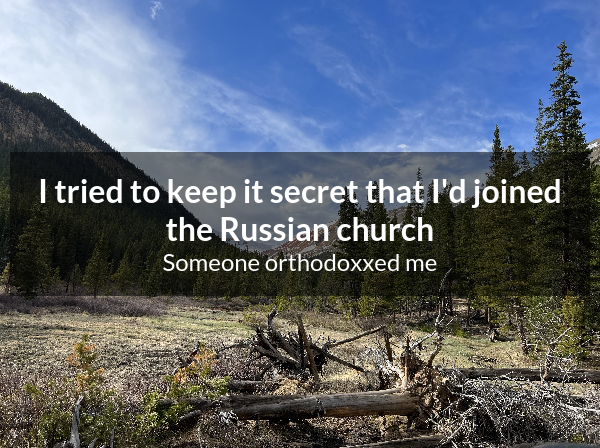 I tried to keep it secret that I'd joined
the Russian church
Someone orthodoxxed me